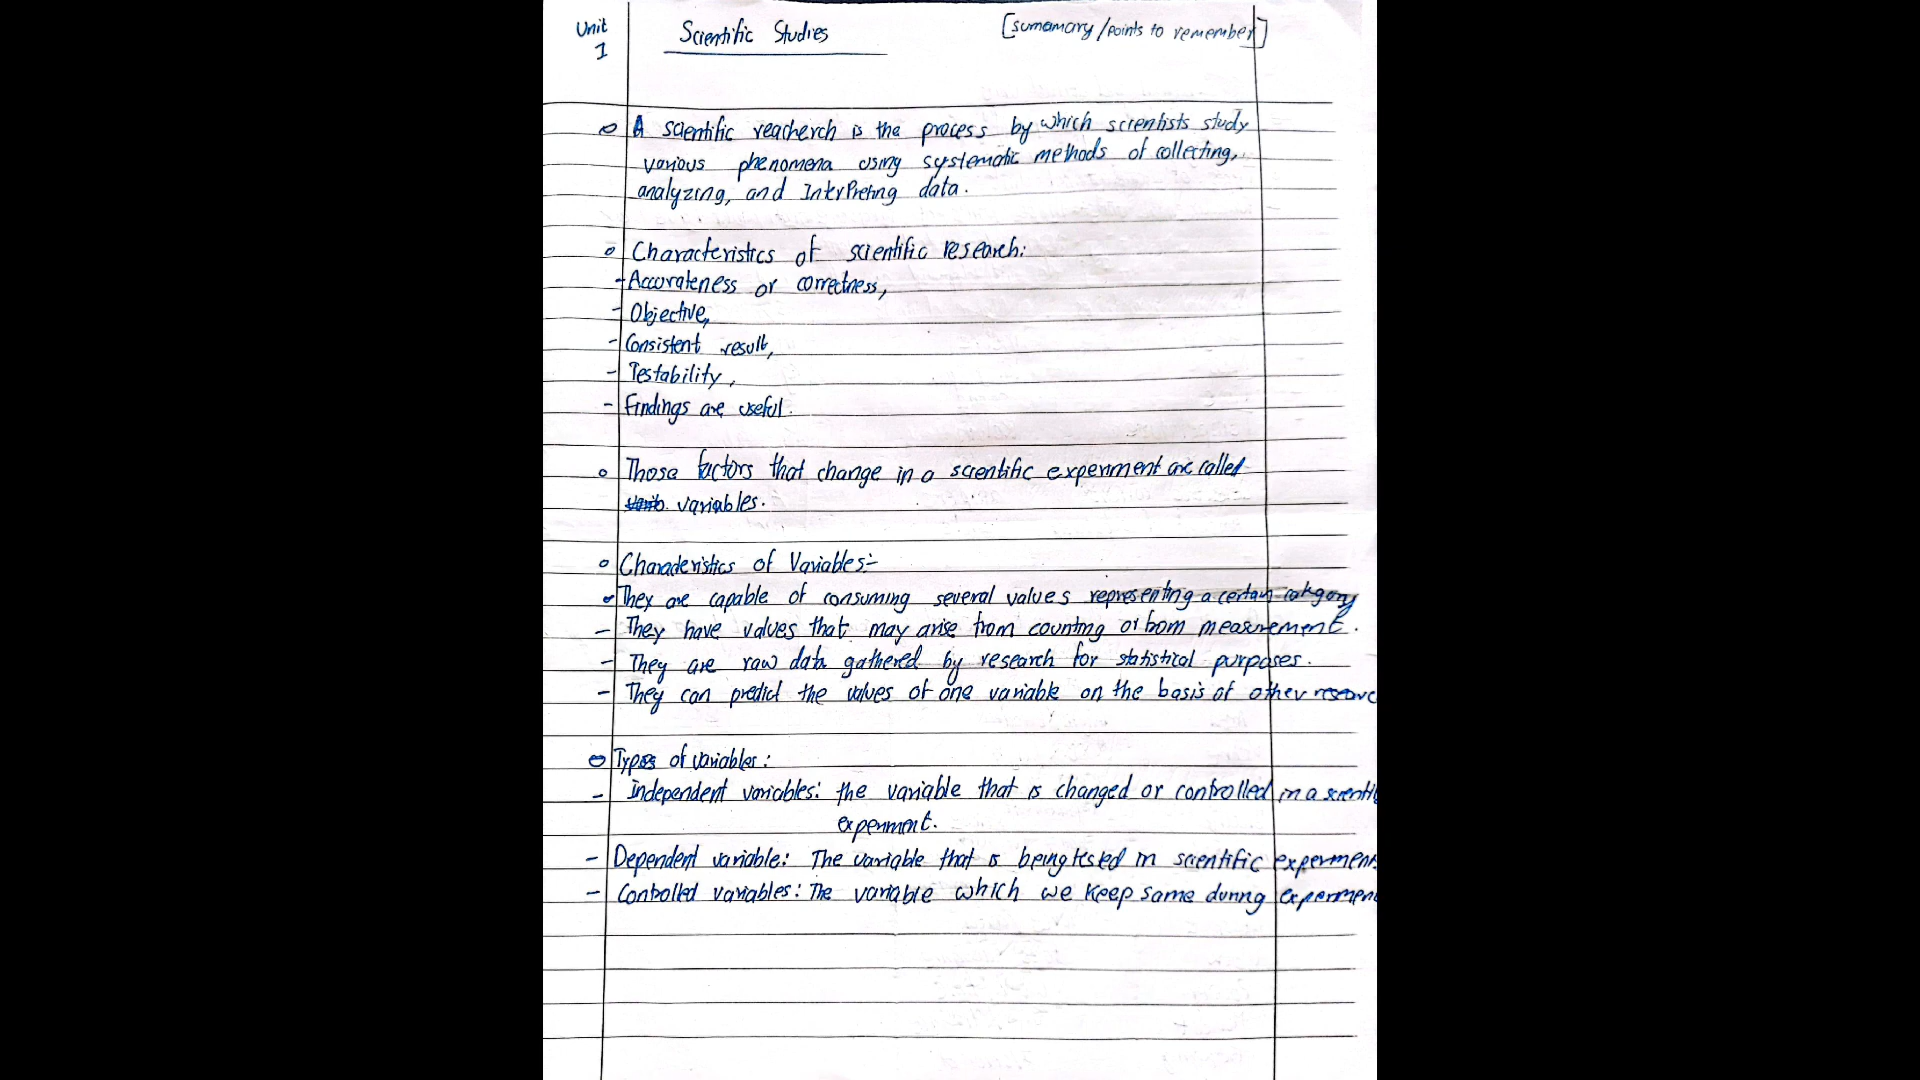 Unit
1
Scientific Studies
[sumamary/points to remember]
A scientific reacherch is the process by which scientists study
various phenomena using systematic methods of collecting,
analyzing, and InterPreting data.
Characteristics of scientific research:
- Accurateness or correctness,
- Objective,
- Consistent result,
- Testability,
- Findings are useful.
Those factors that change in a scientific experiment are called
variables.
Characteristics of Variables:-
They are capable of consuming several values representing a certain category
- They have values that may arise from counting or from measurement.
- They are raw data gathered by research for statistical purposes.
- They can predict the values of one variable on the basis of other
Types of variables:
- Independent variables: the variable that is changed or controlled in a
experiment.
- Dependent variable: The variable that is being tested in scientific
- Controlled variables: The variable which we keep same during